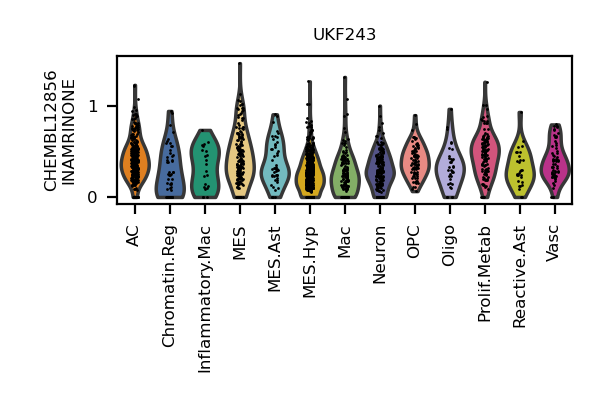 UKF243
CHEMBL12856
INAMRINONE
1
0
AC
Chromatin.Reg
Inflammatory.Mac
MES
MES.Ast
MES.Hyp
Mac
Neuron
OPC
Oligo
Prolif.Metab
Reactive.Ast
Vasc